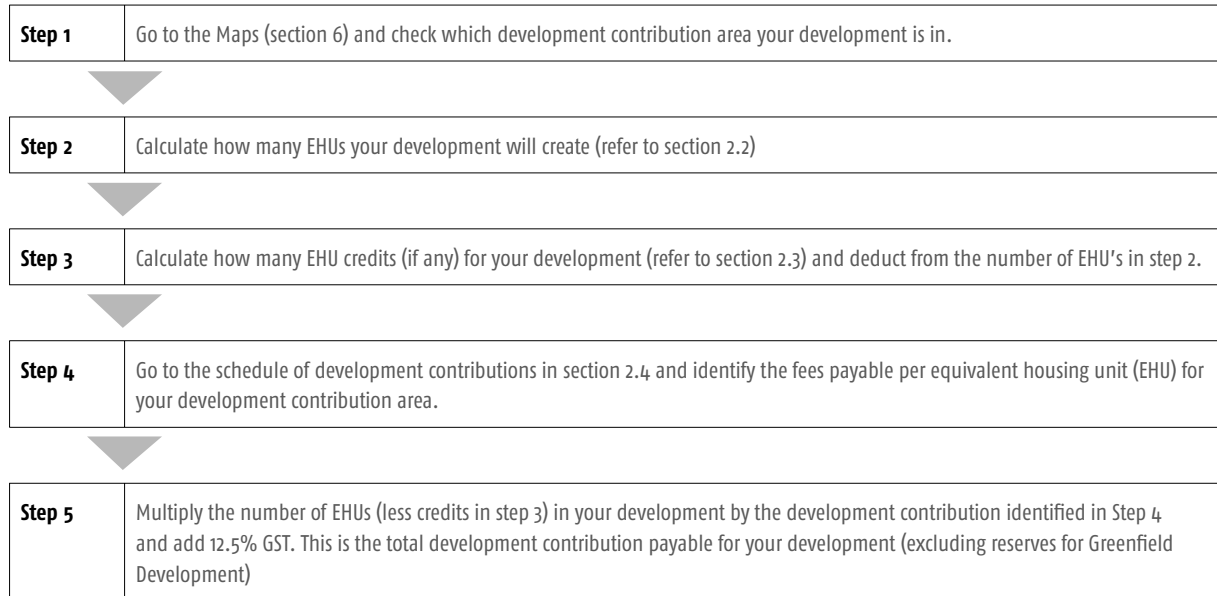 Step 1
Go to the Maps (section 6) and check which development contribution area your development is in.
Step 2
Calculate how many EHUs your development will create (refer to section 2.2)
Step 3
Calculate how many EHU credits (if any) for your development (refer to section 2.3) and deduct from the number of EHU's in step 2.
Step 4
Go to the schedule of development contributions in section 2.4 and identify the fees payable per equivalent housing unit (EHU) for
your development contribution area.
Step 5
Multiply the number of EHUs (less credits in step 3) in your development by the development contribution identified in Step 4
and add 12.5% GST. This is the total development contribution payable for your development (excluding reserves for Greenfield
Development)